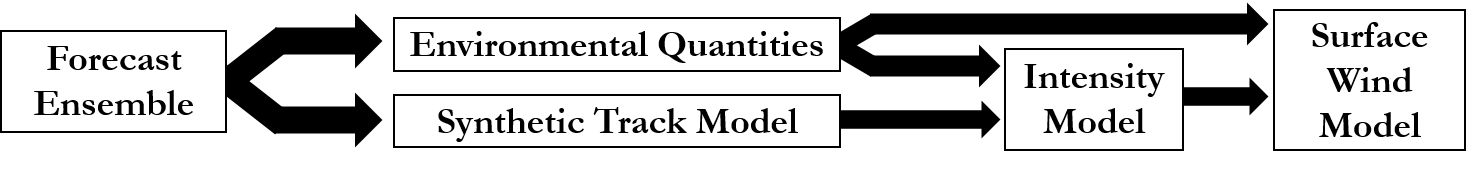 Forecast
Ensemble
Environmental Quantities
Synthetic Track Model
Intensity
Model
Surface
Wind
Model